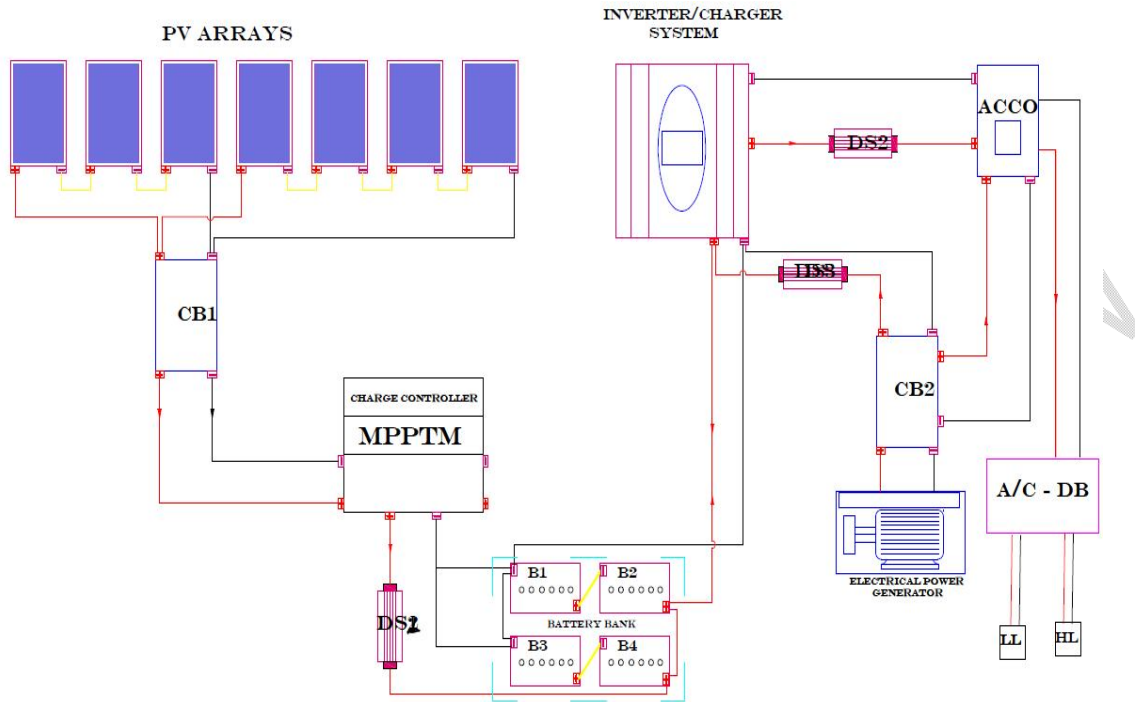 INVERTER/CHARGER
SYSTEM
PV ARRAYS
ACCO
DS2
CB1
CB2
CHARGE CONTROLLER
MPPTM
A/C - DB
ELECTRICAL POWER
GENERATOR
B1
B2
BATTERY BANK
B3
B4
LL
HL